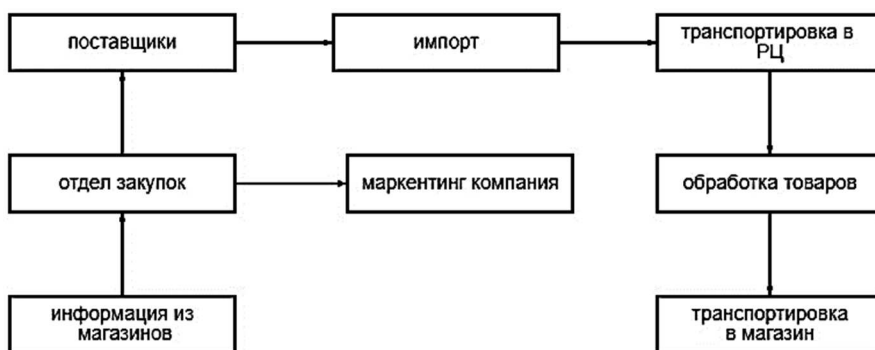 поставщики
импорт
транспортировка в
РЦ
отдел закупок
маркентинг компания
обработка товаров
информация из
магазинов
транспортировка
в магазин